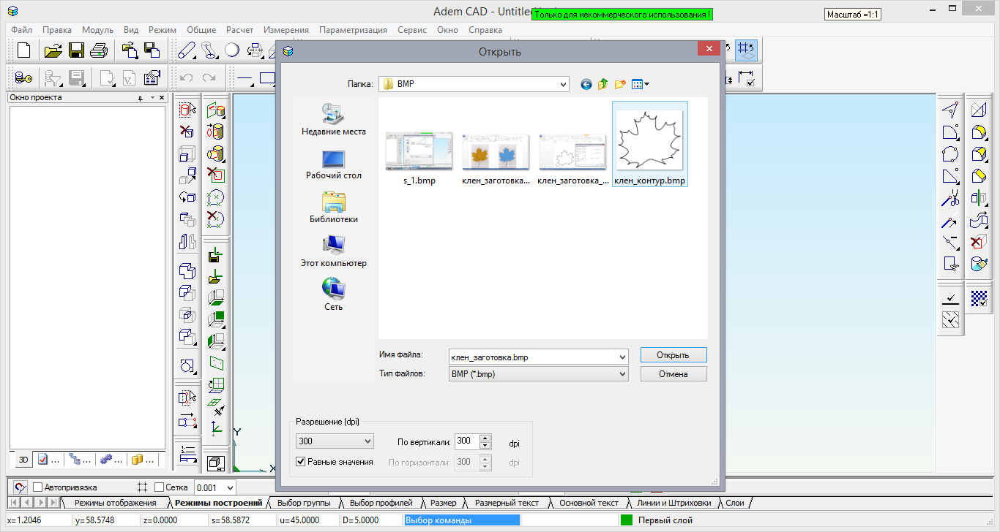 Adem CAD - Untitle
Только для некоммерческого использования !
Масштаб =1:1
Файл Правка Модуль Вид Режим Общие Расчет Измерения Параметризация Сервис Окно Справка
Открыть
Окно проекта
Папка: BMP
Недавние места
Рабочий стол
Библиотеки
Этот компьютер
Сеть
s_1.bmp клен_заготовка... клен_заготовка_... клен_контур.bmp
Имя файла: клен_заготовка.bmp Открыть
Тип файлов: BMP (*.bmp) Отмена
Разрешение (dpi)
300 По вертикали: 300 dpi
Равные значения По горизонтали: 300 dpi
Y
X
3D ... ... ... ...
Автопривязка Сетка 0.001
Режимы отображения Режимы построений Выбор группы Выбор профилей Размер Размерный текст Основной текст Линии и Штриховки Слои
x=1.2046 y=58.5748 z=0.0000 s=58.5872 u=45.0000 D=5.0000 Выбор команды Первый слой